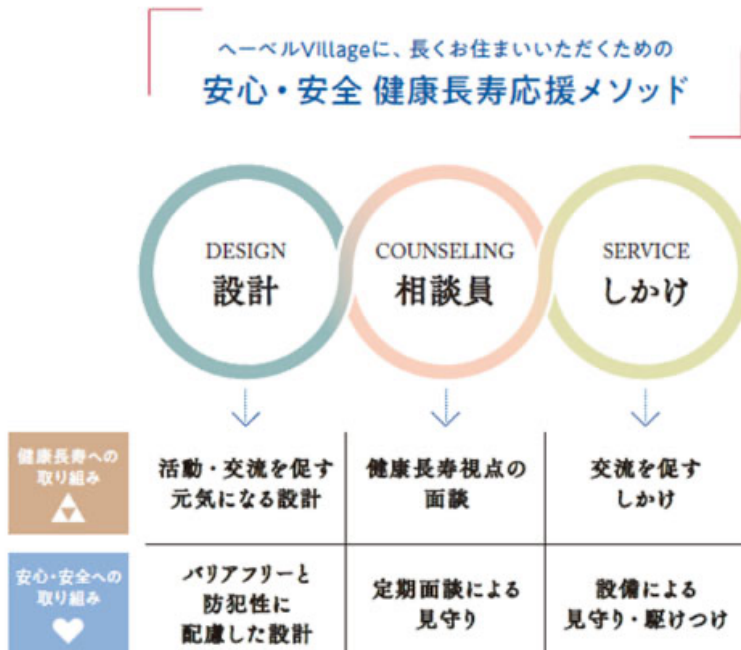 ヘーベルVillageに、長くお住まいいただくための
安心・安全 健康長寿応援メソッド
DESIGN
設計
COUNSELING
相談員
SERVICE
しかけ
健康長寿への
取り組み
活動・交流を促す
元気になる設計
健康長寿視点の
面談
交流を促す
しかけ
安心・安全への
取り組み
バリアフリーと
防犯性に
配慮した設計
定期面談による
見守り
設備による
見守り・駆けつけ